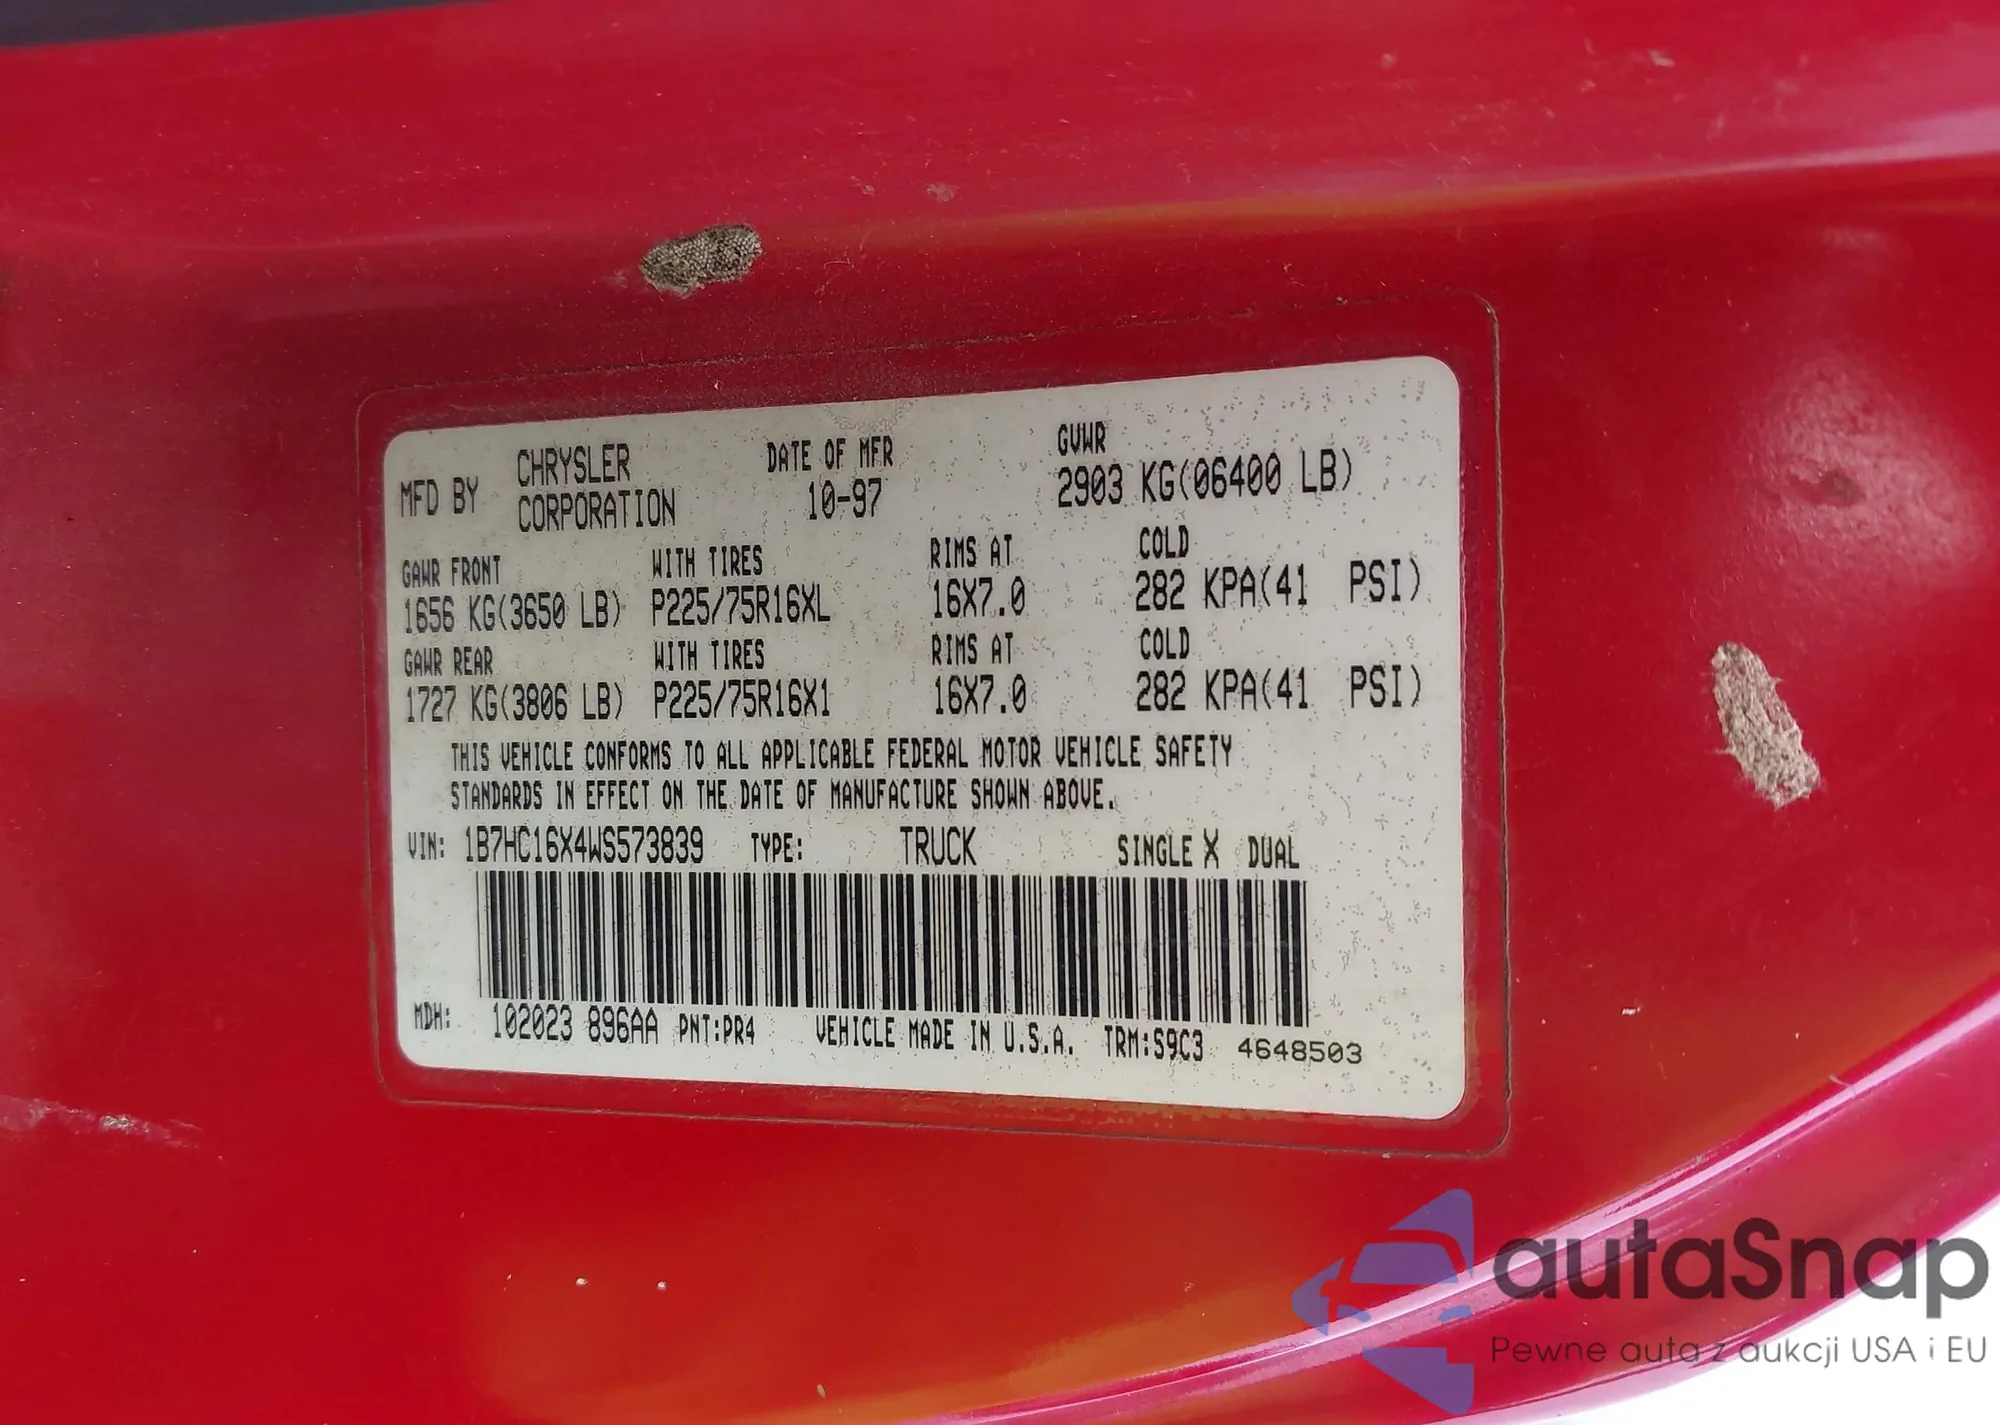 MFD BY CHRYSLER CORPORATION DATE OF MFR 10-97 GVWR 2903 KG(06400 LB)
GAWR FRONT WITH TIRES RIMS AT COLD
1656 KG(3650 LB) P225/75R16XL 16X7.0 282 KPA(41 PSI)
GAWR REAR WITH TIRES RIMS AT COLD
1727 KG(3806 LB) P225/75R16X1 16X7.0 282 KPA(41 PSI)
THIS VEHICLE CONFORMS TO ALL APPLICABLE FEDERAL MOTOR VEHICLE SAFETY
STANDARDS IN EFFECT ON THE DATE OF MANUFACTURE SHOWN ABOVE.
VIN: 1B7HC16X4WS573839 TYPE: TRUCK SINGLE X DUAL
MDH: 102023 896AA PNT:PR4 VEHICLE MADE IN U.S.A. TRM:S9C3 4648503
autaSnap
Pewne auta z aukcji USA i EU